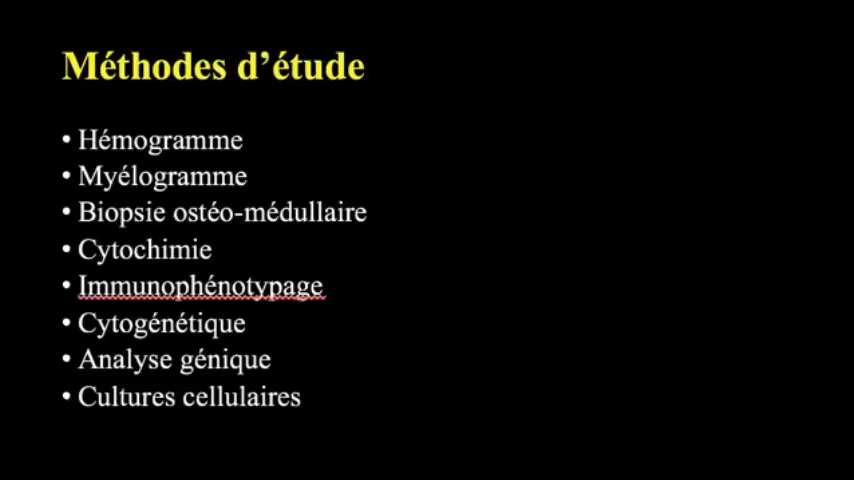 Méthodes d’étude
• Hémogramme
• Myélogramme
• Biopsie ostéo-médullaire
• Cytochimie
• Immunophénotypage
• Cytogénétique
• Analyse génique
• Cultures cellulaires